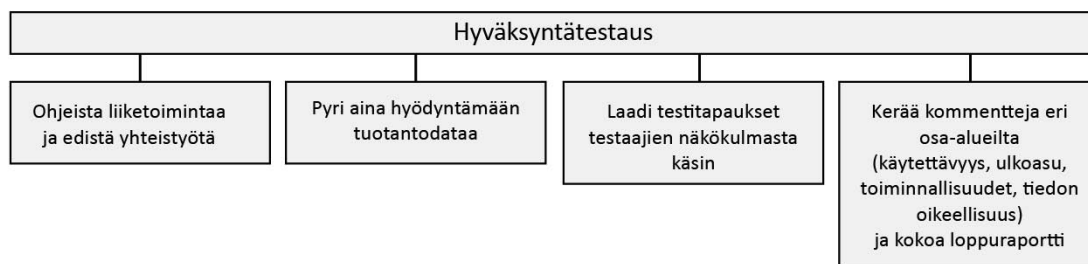 Hyväksyntätestaus
Ohjeista liiketoimintaa
ja edistä yhteistyötä
Pyri aina hyödyntämään
tuotantodataa
Laadi testitapaukset
testaajien näkökulmasta
käsin
Kerää kommentteja eri
osa-alueilta
(käytettävyys, ulkoasu,
toiminnallisuudet, tiedon
oikeellisuus)
ja kokoa loppuraportti